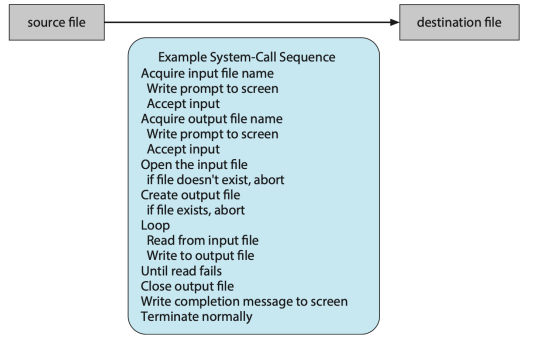 source file
destination file
Example System-Call Sequence
Acquire input file name
Write prompt to screen
Accept input
Acquire output file name
Write prompt to screen
Accept input
Open the input file
if file doesn't exist, abort
Create output file
if file exists, abort
Loop
Read from input file
Write to output file
Until read fails
Close output file
Write completion message to screen
Terminate normally